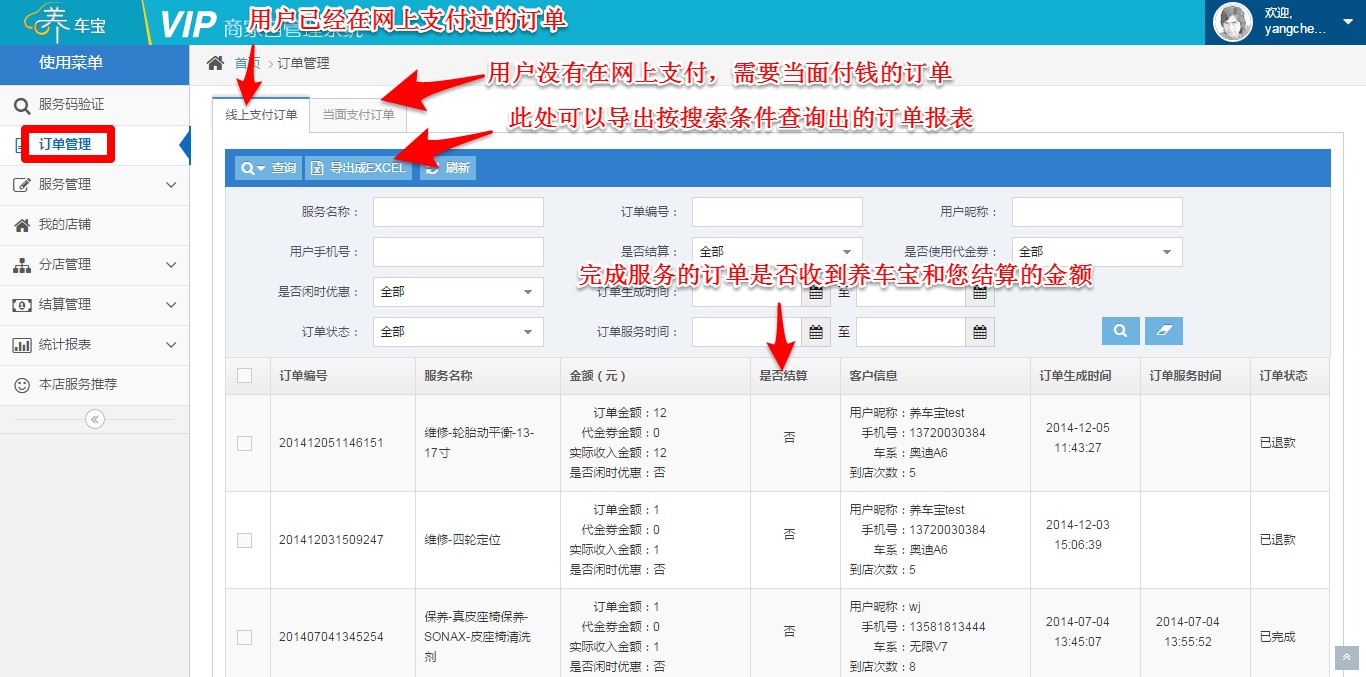 养车宝
VIP 商家
管理系统
用户已经在网上支付过的订单
欢迎,
yangche...
使用菜单
首页 > 订单管理
用户没有在网上支付，需要当面付钱的订单
服务码验证
线上支付订单
当面支付订单
此处可以导出按搜索条件查询出的订单报表
订单管理
查询
导出成EXCEL
刷新
服务管理
我的店铺
分店管理
结算管理
统计报表
本店服务推荐
服务名称：
订单编号：
用户昵称：
用户手机号：
是否结算：
全部
是否使用代金券：
全部
完成服务的订单是否收到养车宝和您结算的金额
是否闲时优惠：
全部
订单生成时间：
至
订单状态：
全部
订单服务时间：
至
订单编号
服务名称
金额（元）
是否结算
客户信息
订单生成时间
订单服务时间
订单状态
201412051146151
维修-轮胎动平衡-13-
17寸
订单金额：12
代金券金额：0
实际收入金额：12
是否闲时优惠：否
否
用户昵称：养车宝test
手机号：13720030384
车系：奥迪A6
到店次数：5
2014-12-05
11:43:27
已退款
201412031509247
维修-四轮定位
订单金额：1
代金券金额：0
实际收入金额：1
是否闲时优惠：否
否
用户昵称：养车宝test
手机号：13720030384
车系：奥迪A6
到店次数：5
2014-12-03
15:06:39
已退款
201407041345254
保养-真皮座椅保养-
SONAX-皮座椅清洗
剂
订单金额：1
代金券金额：0
实际收入金额：1
是否闲时优惠：否
否
用户昵称：wj
手机号：13581813444
车系：无限V7
到店次数：8
2014-07-04
13:45:07
2014-07-04
13:55:52
已完成